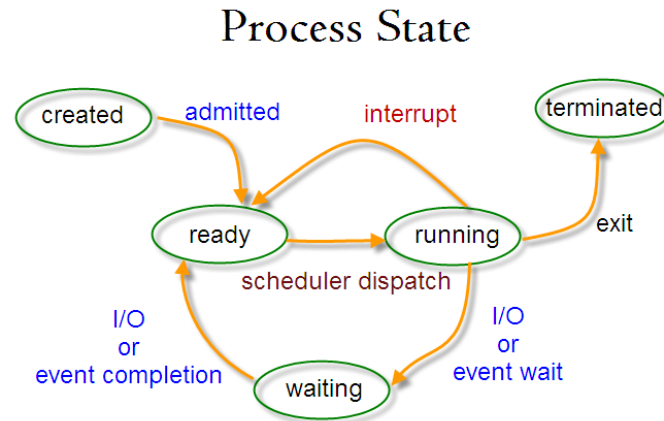 Process State
created
admitted
interrupt
terminated
ready
running
exit
scheduler dispatch
I/O
or
event completion
I/O
or
event wait
waiting